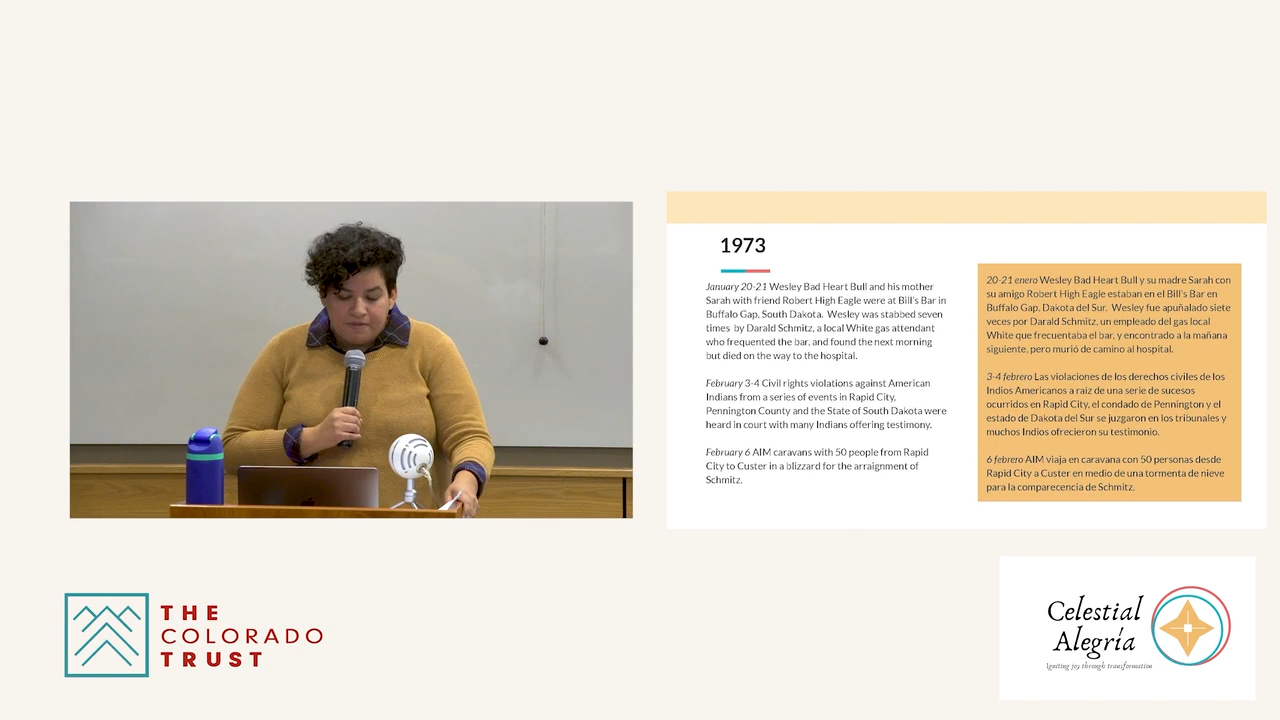 1973
January 20-21 Wesley Bad Heart Bull and his mother
Sarah with friend Robert High Eagle were at Bill's Bar in
Buffalo Gap, South Dakota. Wesley was stabbed seven
times by Darald Schmitz, a local White gas attendant
who frequented the bar, and found the next morning
but died on the way to the hospital.
February 3-4 Civil rights violations against American
Indians from a series of events in Rapid City,
Pennington County and the State of South Dakota were
heard in court with many Indians offering testimony.
February 6 AIM caravans with 50 people from Rapid
City to Custer in a blizzard for the arraignment of
Schmitz.
20-21 enero Wesley Bad Heart Bull y su madre Sarah con
su amigo Robert High Eagle estaban en el Bill's Bar en
Buffalo Gap, Dakota del Sur. Wesley fue apuñalado siete
veces por Darald Schmitz, un empleado del gas local
White que frecuentaba el bar, y encontrado a la mañana
siguiente, pero murió de camino al hospital.
3-4 febrero Las violaciones de los derechos civiles de los
Indios Americanos a raíz de una serie de sucesos
ocurridos en Rapid City, el condado de Pennington y el
estado de Dakota del Sur se juzgaron en los tribunales y
muchos Indios ofrecieron su testimonio.
6 febrero AIM viaja en caravana con 50 personas desde
Rapid City a Custer en medio de una tormenta de nieve
para la comparecencia de Schmitz.
THE
COLORADO
TRUST
Celestial
Alegría
Igniting joy through transformation